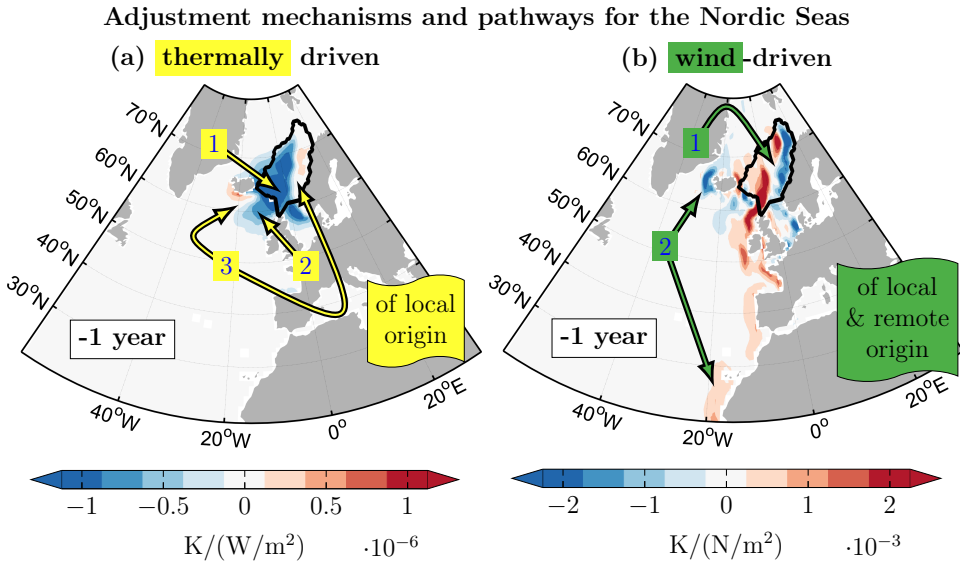 Adjustment mechanisms and pathways for the Nordic Seas
(a) thermally driven
70°N
60°N
50°N
40°N
30°N
40°W
20°W
0°
20°E
1
2
3
-1 year
of local
origin
−1 −0.5 0 0.5 1
K/(W/m²) ·10⁻⁶
(b) wind-driven
70°N
60°N
50°N
40°N
30°N
40°W
20°W
0°
20°E
1
2
-1 year
of local
& remote
origin
−2 −1 0 1 2
K/(N/m²) ·10⁻³